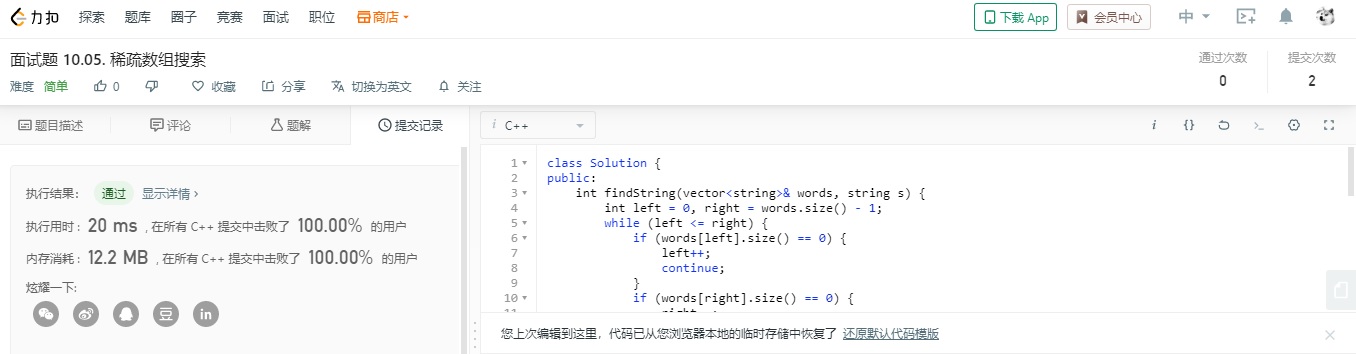 力扣 探索 题库 圈子 竞赛 面试 职位 商店 下载 App 会员中心 中
面试题 10.05. 稀疏数组搜索
通过次数 提交次数
0 2
难度 简单 0 收藏 分享 切换为英文 关注
题目描述 评论 题解 提交记录
i C++ i {}
执行结果： 通过 显示详情 ›
执行用时 : 20 ms , 在所有 C++ 提交中击败了 100.00% 的用户
内存消耗 : 12.2 MB , 在所有 C++ 提交中击败了 100.00% 的用户
炫耀一下:
豆 in
1 class Solution {
2 public:
3 int findString(vector<string>& words, string s) {
4 int left = 0, right = words.size() - 1;
5 while (left <= right) {
6 if (words[left].size() == 0) {
7 left++;
8 continue;
9 }
10 if (words[right].size() == 0) {
您上次编辑到这里，代码已从您浏览器本地的临时存储中恢复了 还原默认代码模版